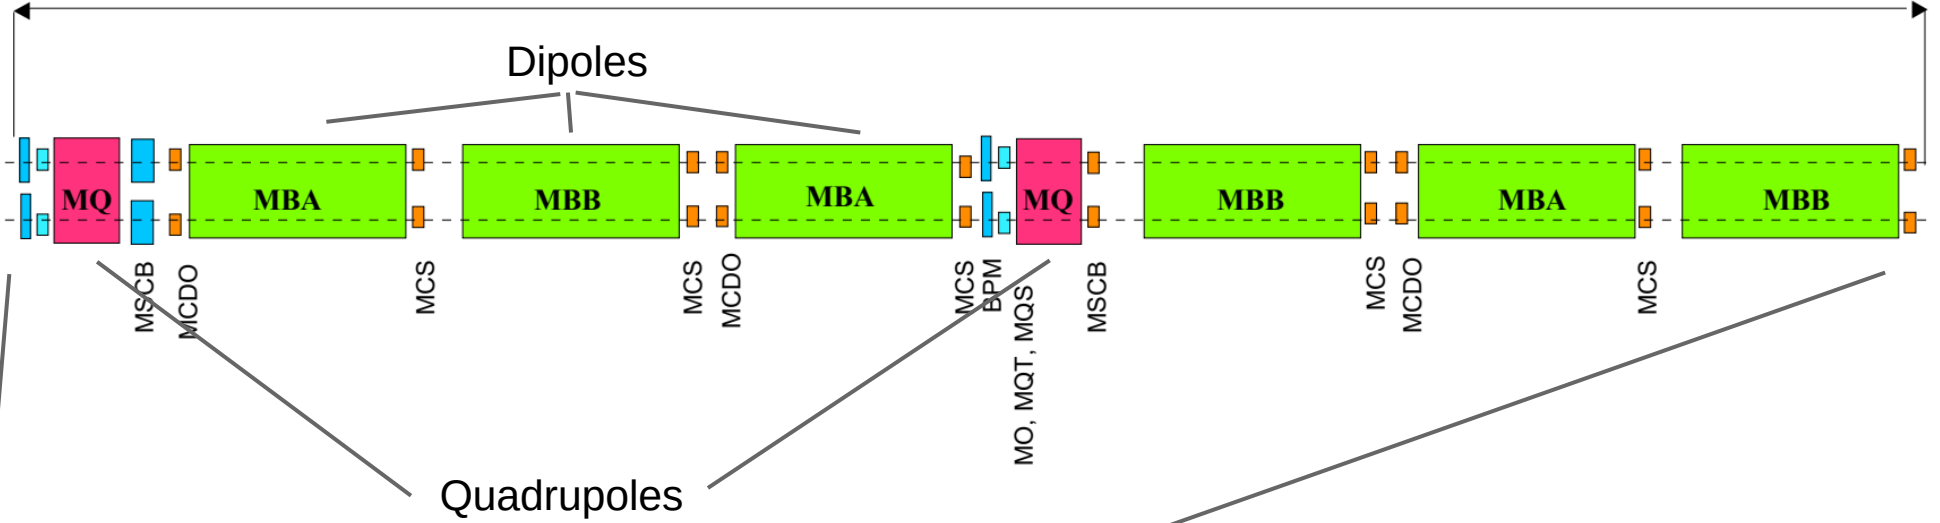 Dipoles
MQ
MBA
MBB
MBA
MQ
MBB
MBA
MBB
MSCB
MCDO
MCS
MCS
MCDO
MCS
BPM
MO, MQT, MQS
MSCB
MCS
MCDO
MCS
Quadrupoles